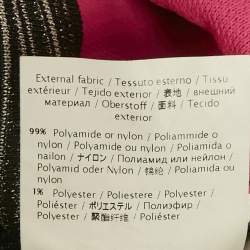 External fabric / Tessuto esterno / Tissu
extérieur / Tejido exterior / 表地 / внешний
материал / Oberstoff / 面料 / Tecido
exterior
99% Polyamide or nylon / Poliammide o
nylon / Polyamide ou nylon / Poliamida o
nailon / ナイロン / Полиамид или нейлон /
Polyamid oder Nylon / 锦纶 / Poliamida ou
nylon
1% Polyester / Poliestere / Polyester /
Poliéster / ポリエステル / Полиэфир /
Polyester / 聚酯纤维 / Poliéster